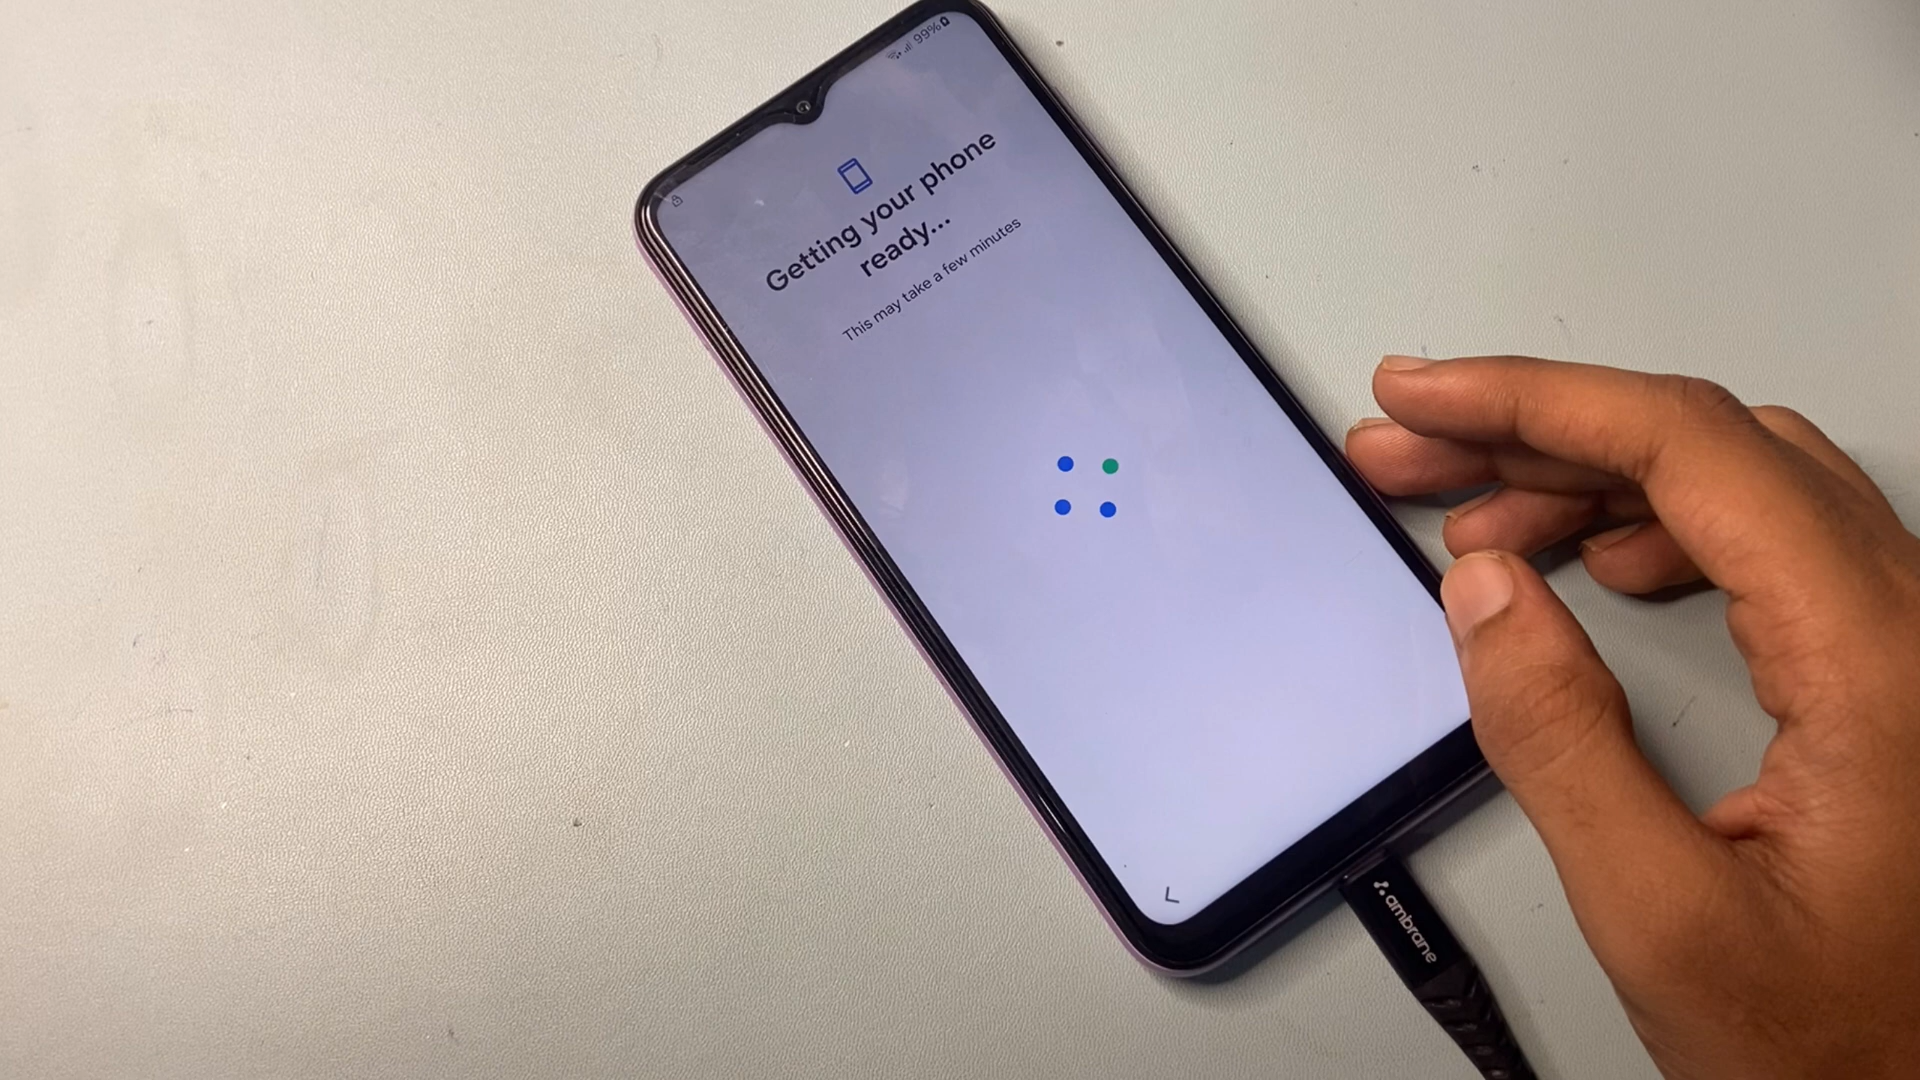 99%
Getting your phone
ready...
This may take a few minutes
ambrane